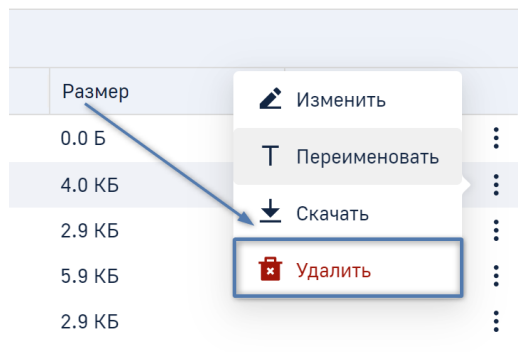 Размер
0.0 Б
4.0 КБ
2.9 КБ
5.9 КБ
2.9 КБ
Изменить
Переименовать
Скачать
Удалить